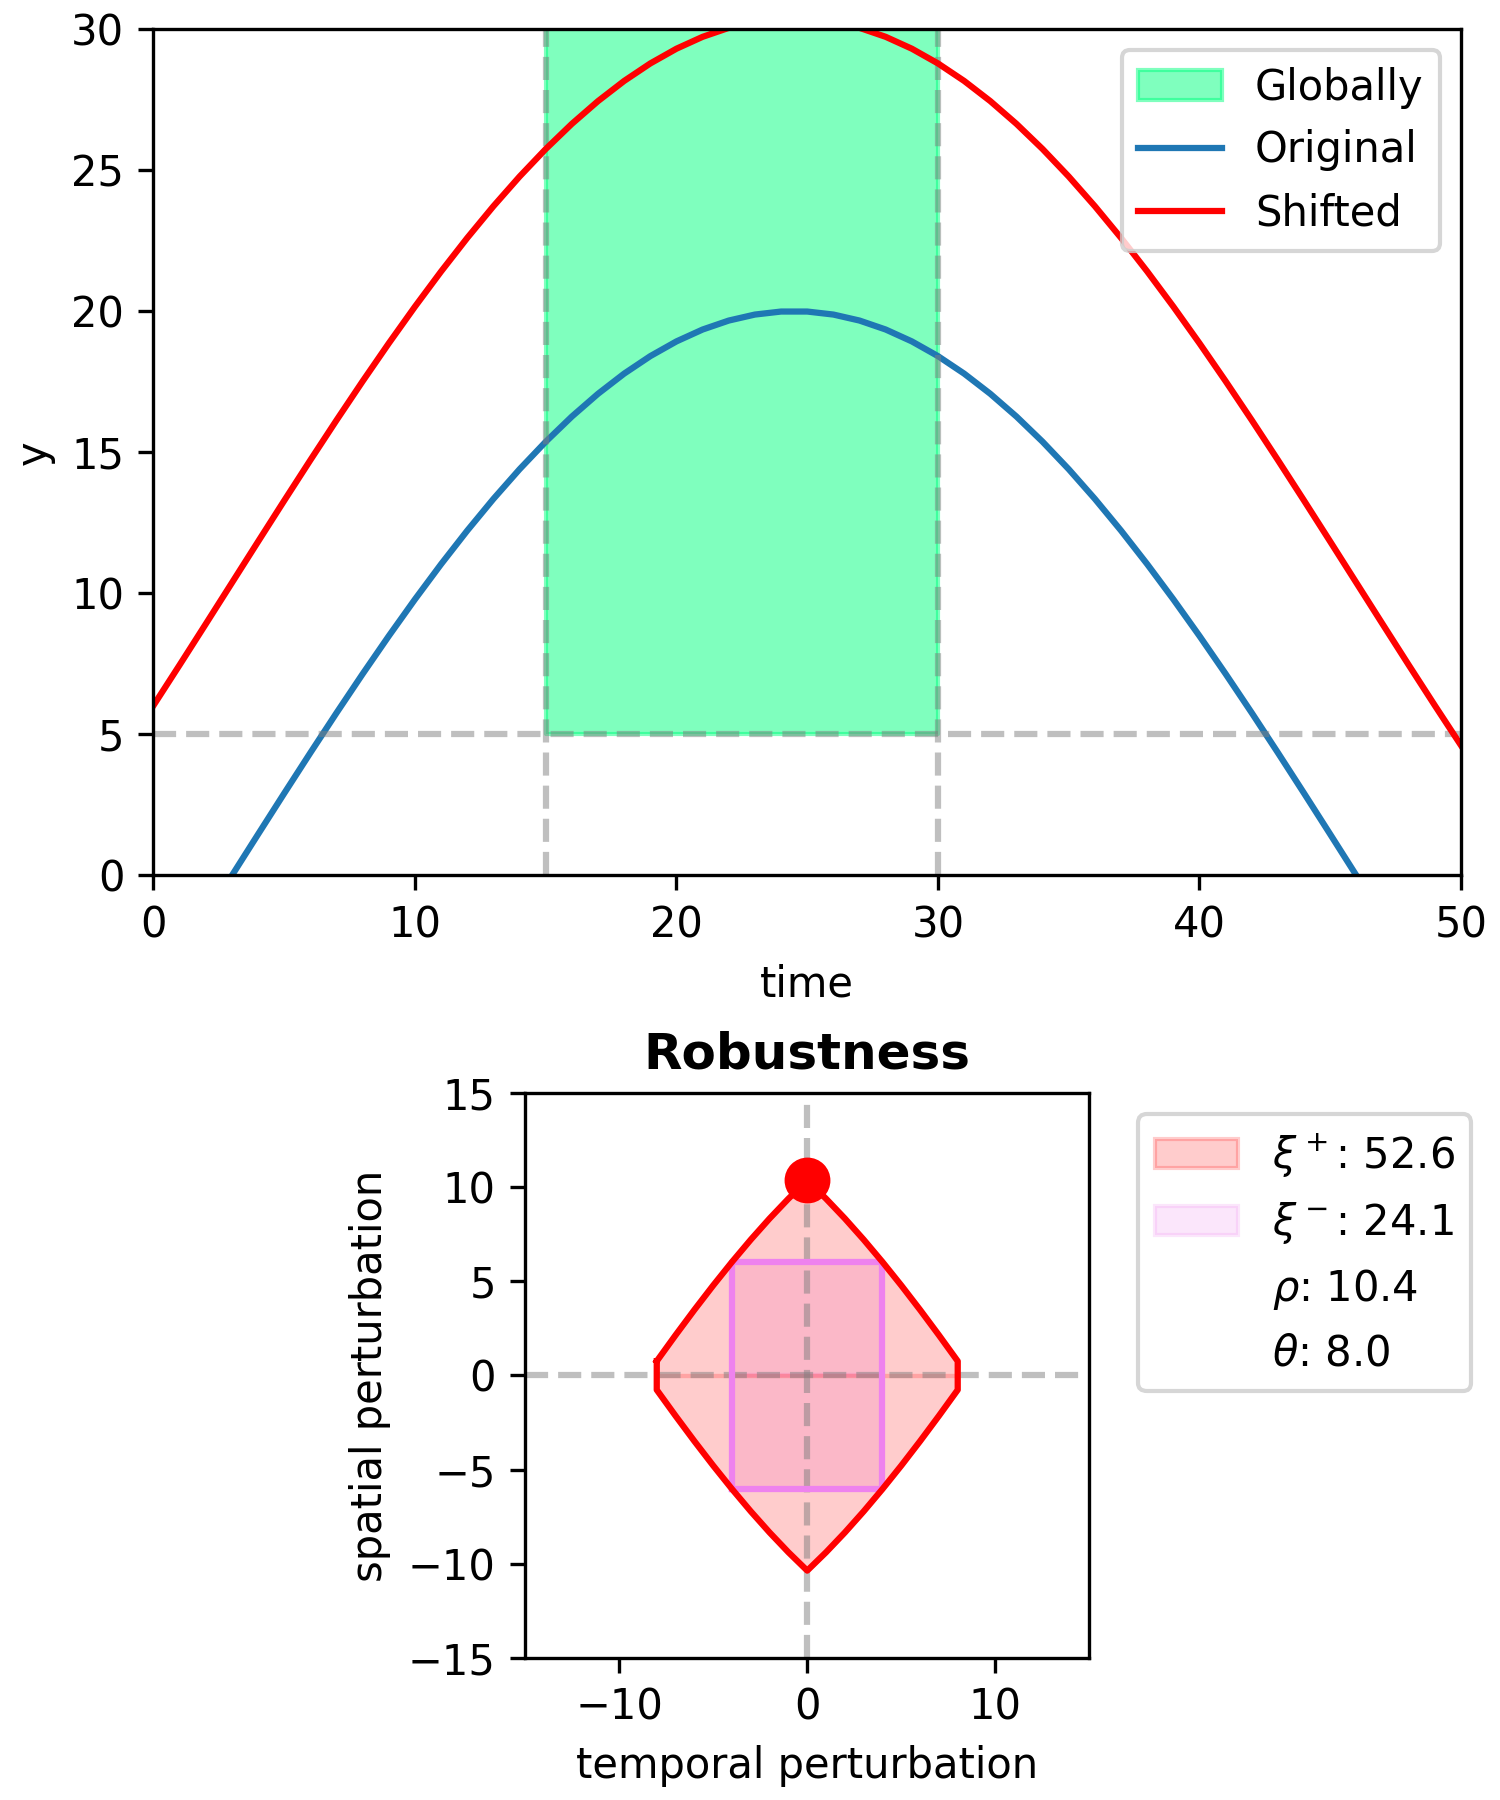 30
25
20
15
10
5
0
y
0 10 20 30 40 50
time
Globally
Original
Shifted
Robustness
15
10
5
0
−5
−10
−15
spatial perturbation
−10 0 10
temporal perturbation
ξ⁺: 52.6
ξ⁻: 24.1
ρ: 10.4
θ: 8.0